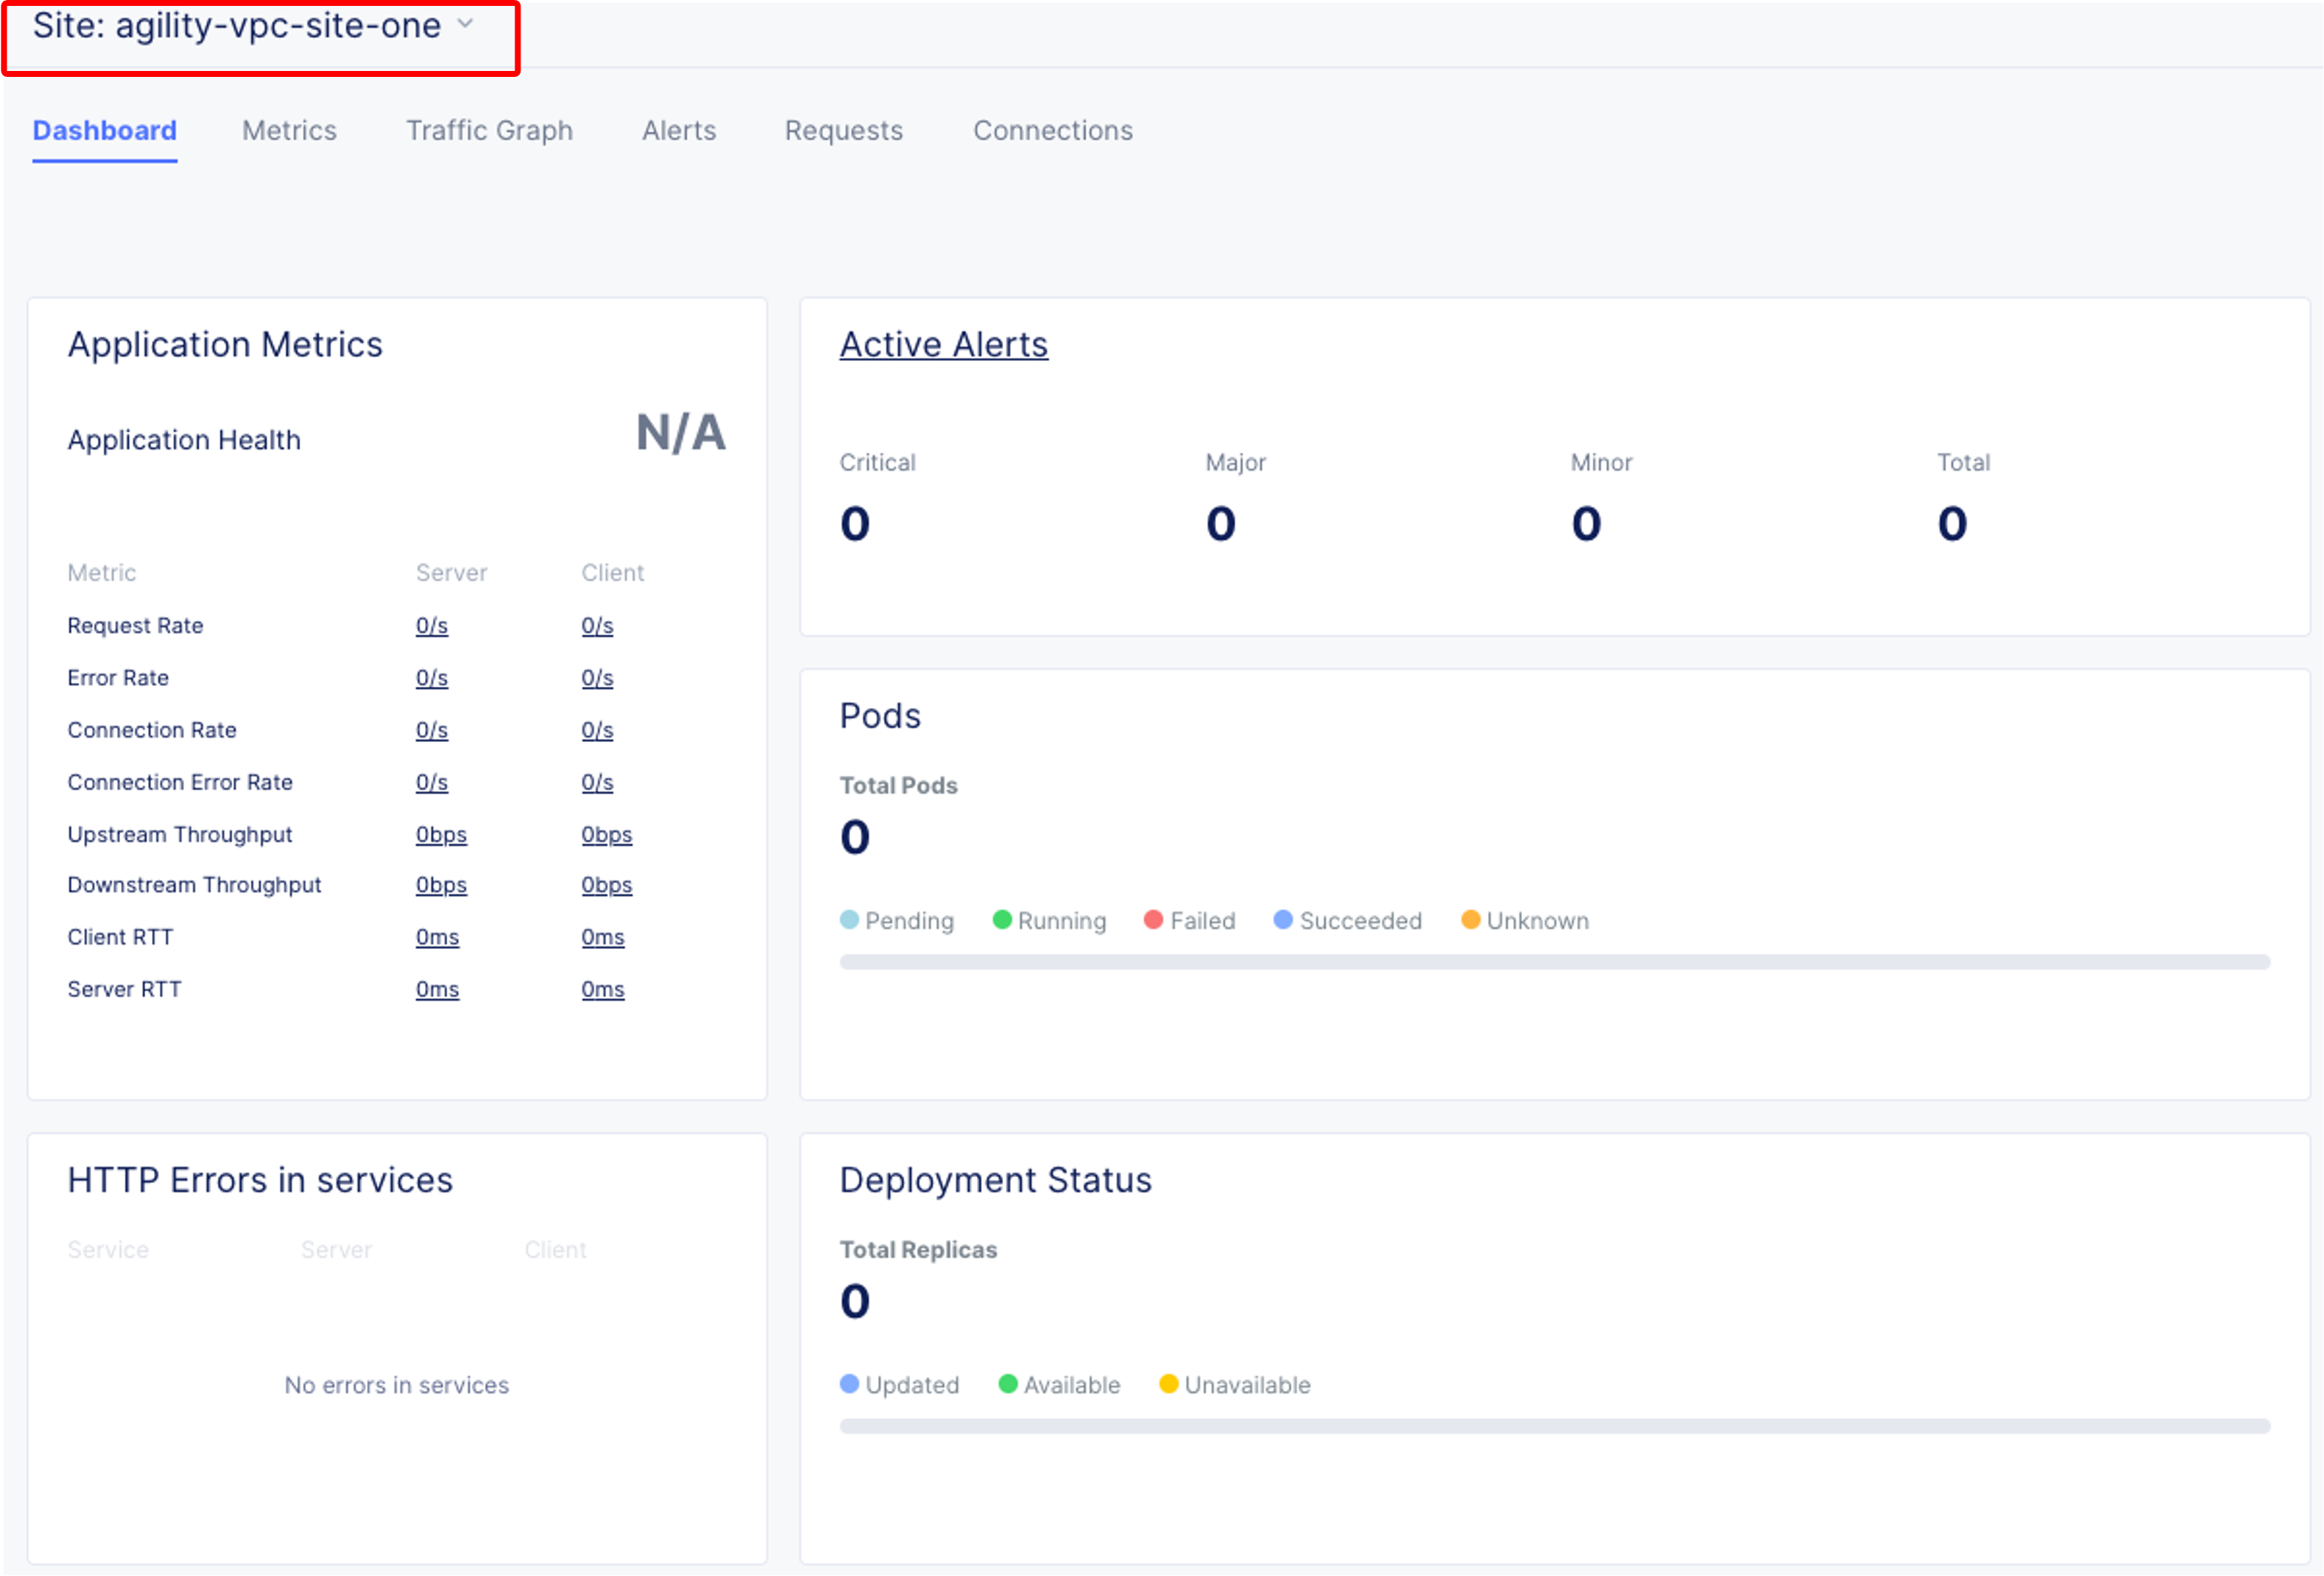 Site: agility-vpc-site-one
Dashboard Metrics Traffic Graph Alerts Requests Connections
Application Metrics
Application Health N/A
Metric Server Client
Request Rate 0/s 0/s
Error Rate 0/s 0/s
Connection Rate 0/s 0/s
Connection Error Rate 0/s 0/s
Upstream Throughput 0bps 0bps
Downstream Throughput 0bps 0bps
Client RTT 0ms 0ms
Server RTT 0ms 0ms
Active Alerts
Critical Major Minor Total
0 0 0 0
Pods
Total Pods
0
Pending Running Failed Succeeded Unknown
HTTP Errors in services
Service Server Client
No errors in services
Deployment Status
Total Replicas
0
Updated Available Unavailable